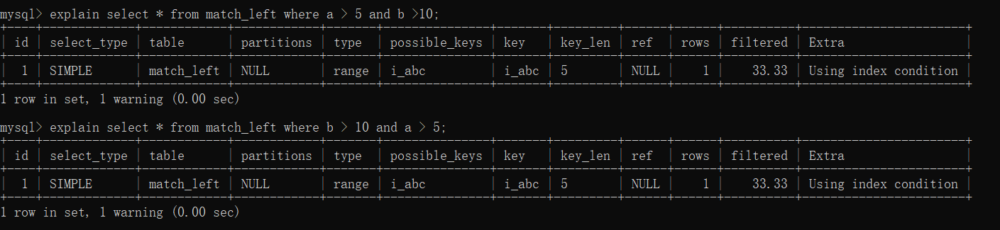 mysql> explain select * from match_left where a > 5 and b >10;
+----+-------------+------------+------------+-------+---------------+-------+---------+------+------+----------+-----------------------+
| id | select_type | table      | partitions | type  | possible_keys | key   | key_len | ref  | rows | filtered | Extra                 |
+----+-------------+------------+------------+-------+---------------+-------+---------+------+------+----------+-----------------------+
|  1 | SIMPLE      | match_left | NULL       | range | i_abc         | i_abc | 5       | NULL |    1 |    33.33 | Using index condition |
+----+-------------+------------+------------+-------+---------------+-------+---------+------+------+----------+-----------------------+
1 row in set, 1 warning (0.00 sec)
mysql> explain select * from match_left where b > 10 and a > 5;
+----+-------------+------------+------------+-------+---------------+-------+---------+------+------+----------+-----------------------+
| id | select_type | table      | partitions | type  | possible_keys | key   | key_len | ref  | rows | filtered | Extra                 |
+----+-------------+------------+------------+-------+---------------+-------+---------+------+------+----------+-----------------------+
|  1 | SIMPLE      | match_left | NULL       | range | i_abc         | i_abc | 5       | NULL |    1 |    33.33 | Using index condition |
+----+-------------+------------+------------+-------+---------------+-------+---------+------+------+----------+-----------------------+
1 row in set, 1 warning (0.00 sec)